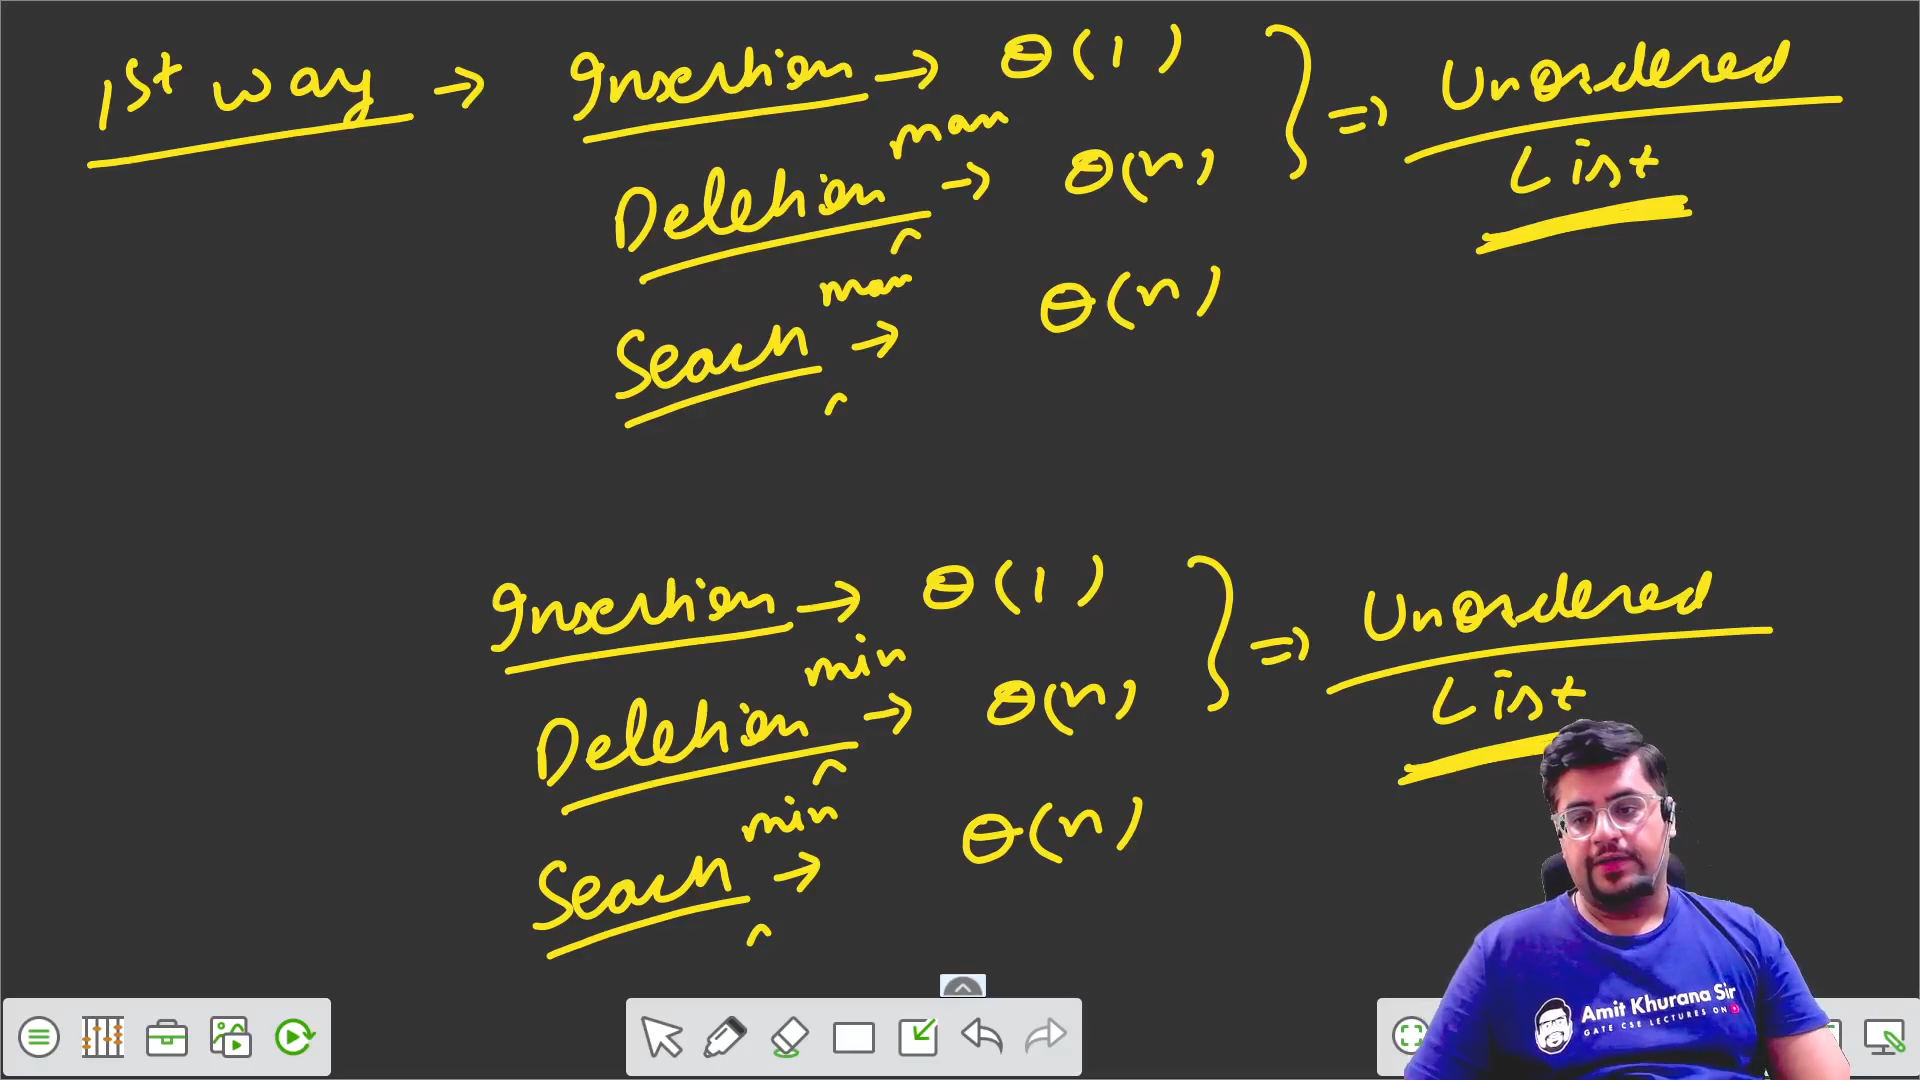 1st way → Insertion → θ(1) } ⇒ Unordered List
Deletion max → θ(n)
Search max → θ(n)
Insertion → θ(1) } ⇒ Unordered List
Deletion min → θ(n)
Search min → θ(n)
Amit Khurana Sir
GATE CSE LECTURES ON